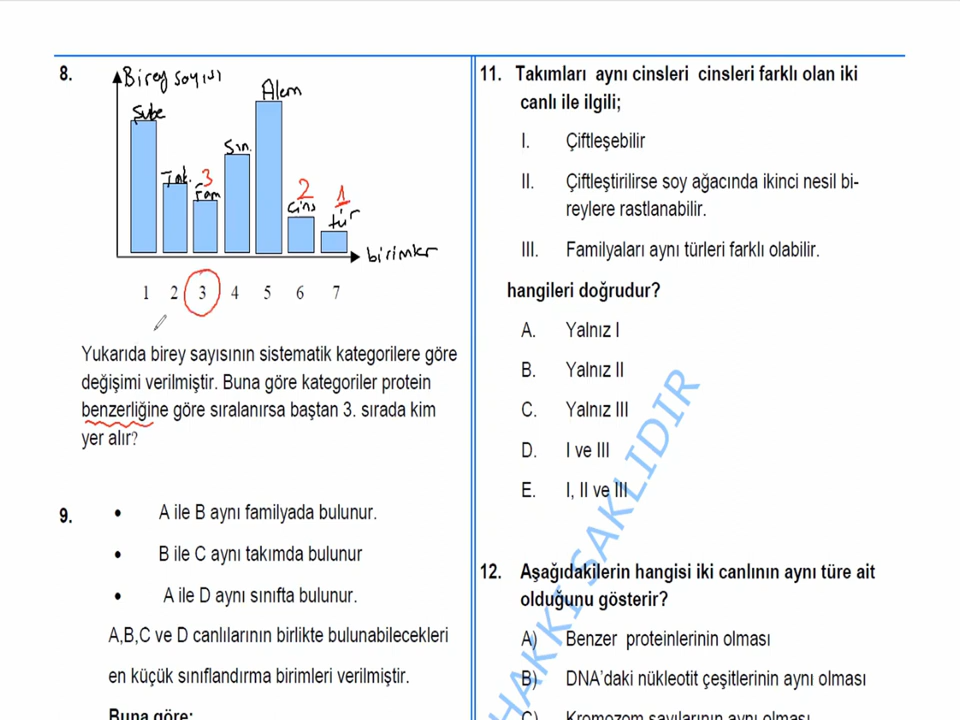 8.
Birey sayısı
Şube
Tak.
3
Fam
Sın.
Alem
2
Cins
1
tür
birimler
1 2 3 4 5 6 7
Yukarıda birey sayısının sistematik kategorilere göre
değişimi verilmiştir. Buna göre kategoriler protein
benzerliğine göre sıralanırsa baştan 3. sırada kim
yer alır?
9.
• A ile B aynı familyada bulunur.
• B ile C aynı takımda bulunur
• A ile D aynı sınıfta bulunur.
A,B,C ve D canlılarının birlikte bulunabilecekleri
en küçük sınıflandırma birimleri verilmiştir.
Buna göre;
11. Takımları aynı cinsleri cinsleri farklı olan iki
canlı ile ilgili;
I. Çiftleşebilir
II. Çiftleştirilirse soy ağacında ikinci nesil bi-
reylere rastlanabilir.
III. Familyaları aynı türleri farklı olabilir.
hangileri doğrudur?
A. Yalnız I
B. Yalnız II
C. Yalnız III
D. I ve III
E. I, II ve III
12. Aşağıdakilerin hangisi iki canlının aynı türe ait
olduğunu gösterir?
A) Benzer proteinlerinin olması
B) DNA'daki nükleotit çeşitlerinin aynı olması
C) Kromozom sayılarının aynı olması
HAKKI SAKLIDIR